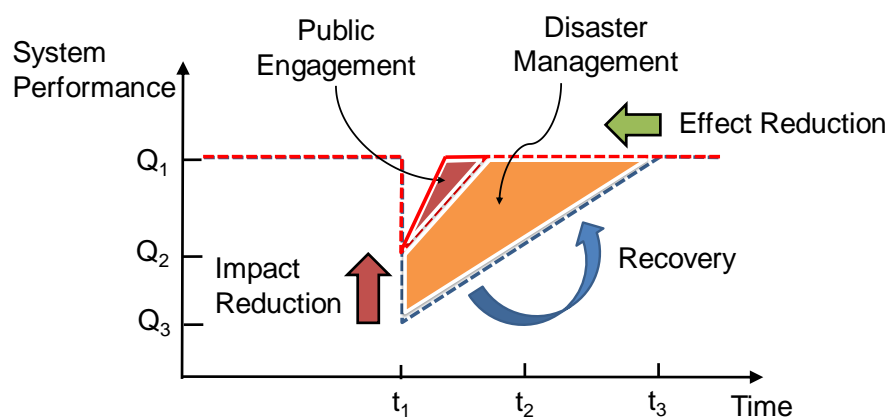 Public
Engagement
Disaster
Management
System
Performance
Effect Reduction
Q1
Q2
Impact
Reduction
Recovery
Q3
t1
t2
t3
Time